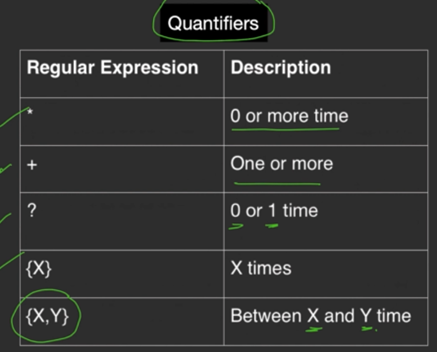 Quantifiers
Regular Expression Description
* 0 or more time
+ One or more
? 0 or 1 time
{X} X times
{X,Y} Between X and Y time